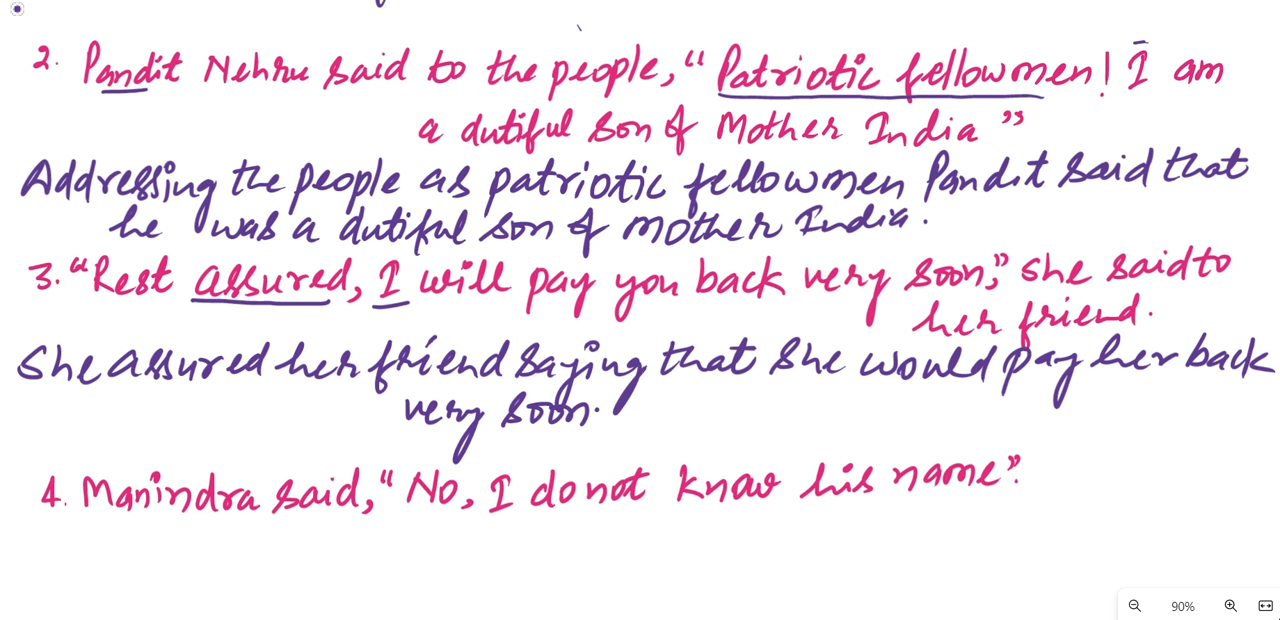 2. Pandit Nehru said to the people, "Patriotic fellowmen! I am
a dutiful son of Mother India"
Addressing the people as patriotic fellowmen Pandit said that
he was a dutiful son of Mother India.
3. "Rest assured, I will pay you back very soon," she said to
her friend.
She assured her friend saying that she would pay her back
very soon.
4. Manindra said, "No, I do not know his name".
90%